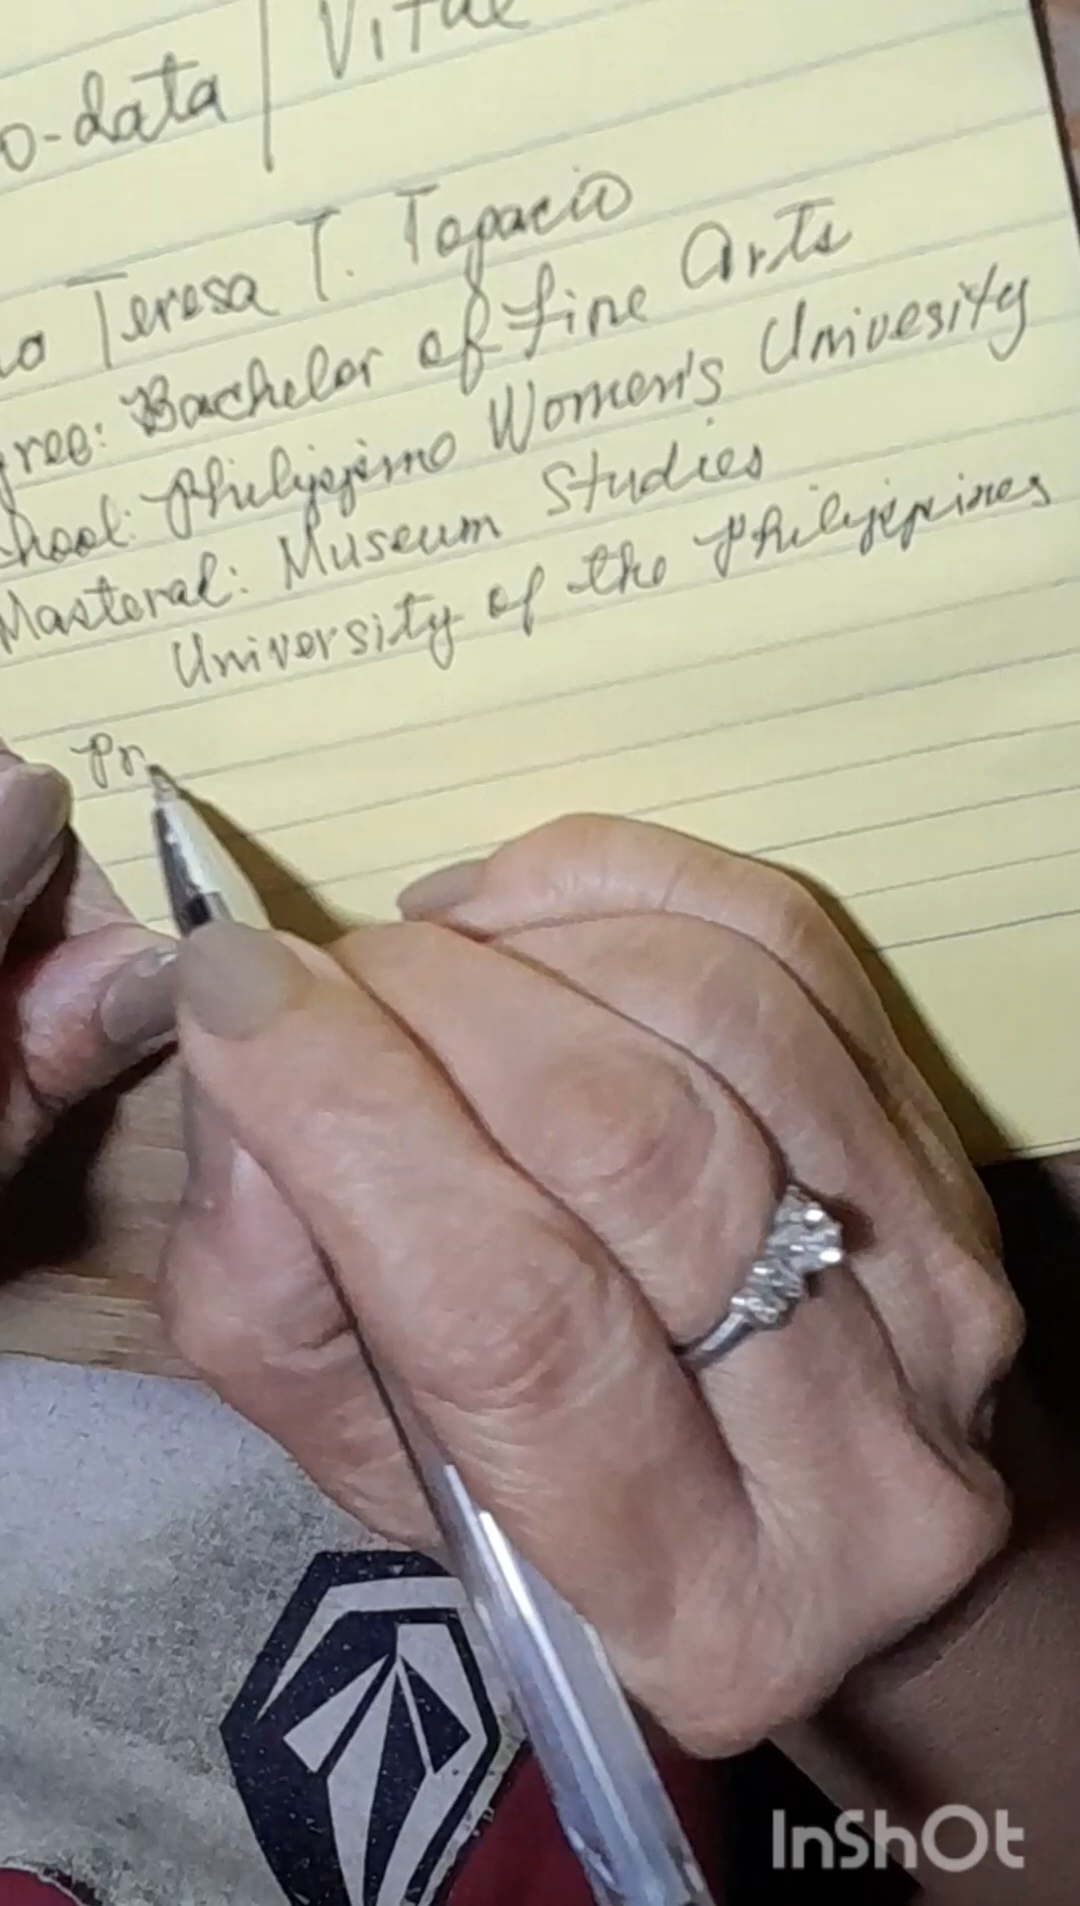 o-data | Vitae
Teresa T. Topacio
ree: Bachelor of Fine Arts
hool: Philippine Women's Univesity
Masteral: Museum Studies
University of the Philippines
Pr
InShOt